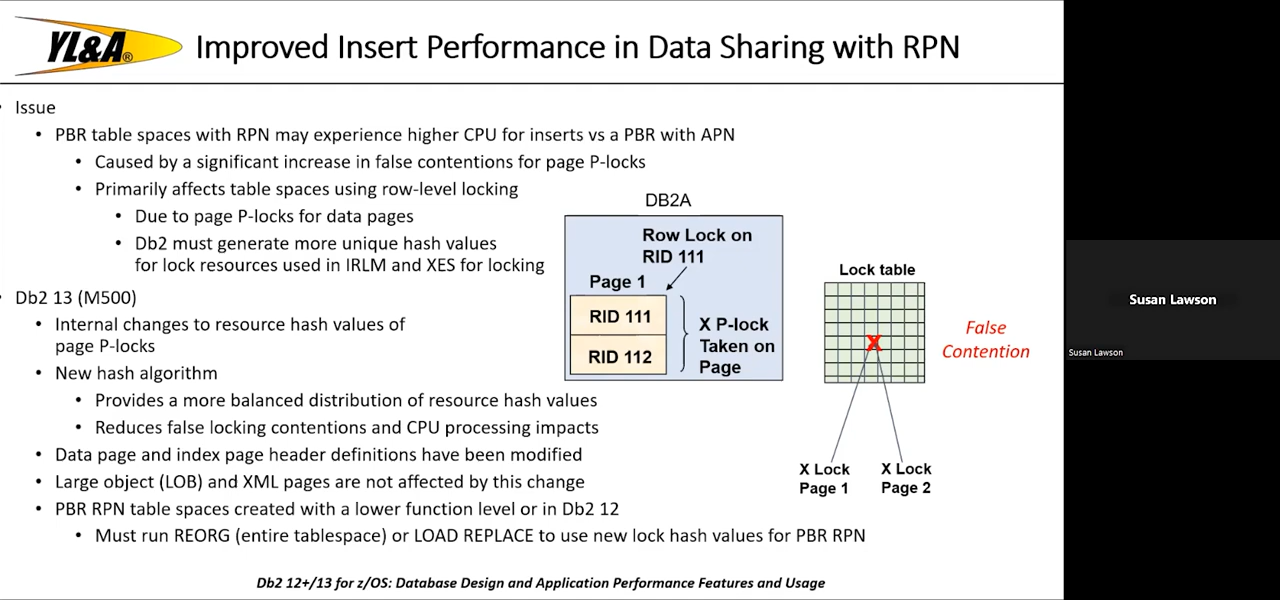 YL&A®
Improved Insert Performance in Data Sharing with RPN
• Issue
• PBR table spaces with RPN may experience higher CPU for inserts vs a PBR with APN
• Caused by a significant increase in false contentions for page P-locks
• Primarily affects table spaces using row-level locking
• Due to page P-locks for data pages
• Db2 must generate more unique hash values
for lock resources used in IRLM and XES for locking
• Db2 13 (M500)
• Internal changes to resource hash values of
page P-locks
• New hash algorithm
• Provides a more balanced distribution of resource hash values
• Reduces false locking contentions and CPU processing impacts
• Data page and index page header definitions have been modified
• Large object (LOB) and XML pages are not affected by this change
• PBR RPN table spaces created with a lower function level or in Db2 12
• Must run REORG (entire tablespace) or LOAD REPLACE to use new lock hash values for PBR RPN
DB2A
Row Lock on
RID 111
Page 1
RID 111
RID 112
X P-lock
Taken on
Page
Lock table
X
False
Contention
X Lock
Page 1
X Lock
Page 2
Db2 12+/13 for z/OS: Database Design and Application Performance Features and Usage
Susan Lawson
Susan Lawson